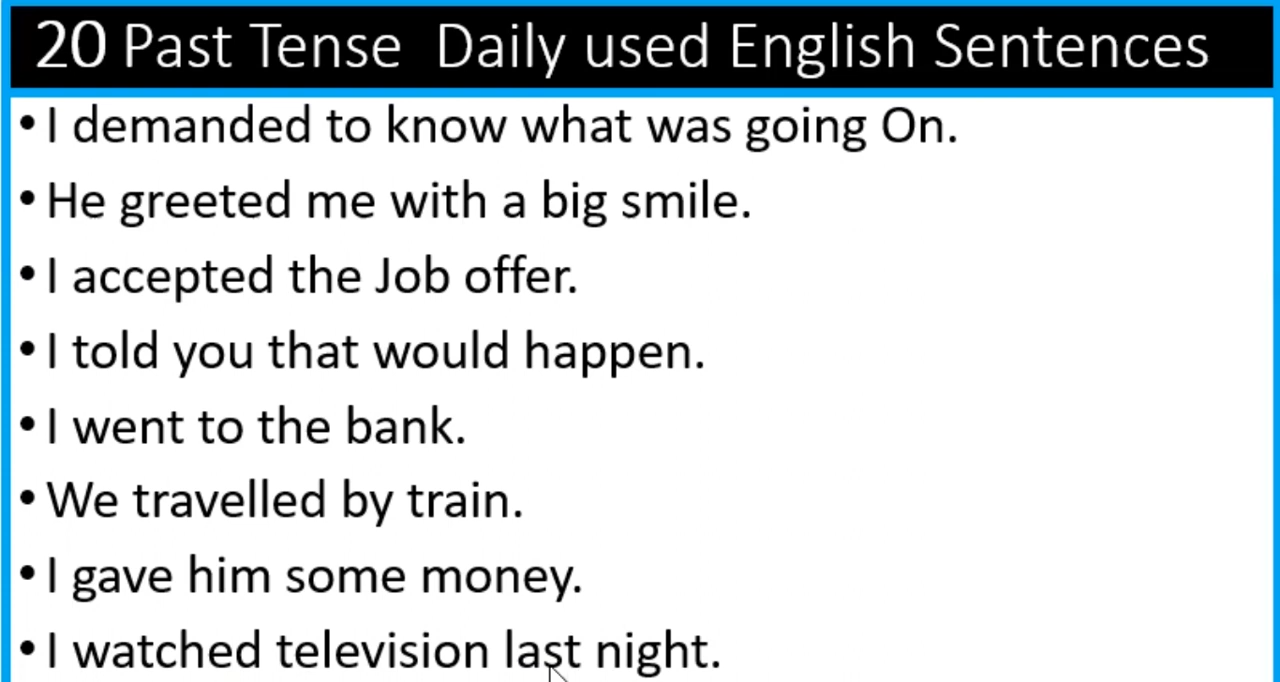 20 Past Tense  Daily used English Sentences
• I demanded to know what was going On.
• He greeted me with a big smile.
• I accepted the Job offer.
• I told you that would happen.
• I went to the bank.
• We travelled by train.
• I gave him some money.
• I watched television last night.